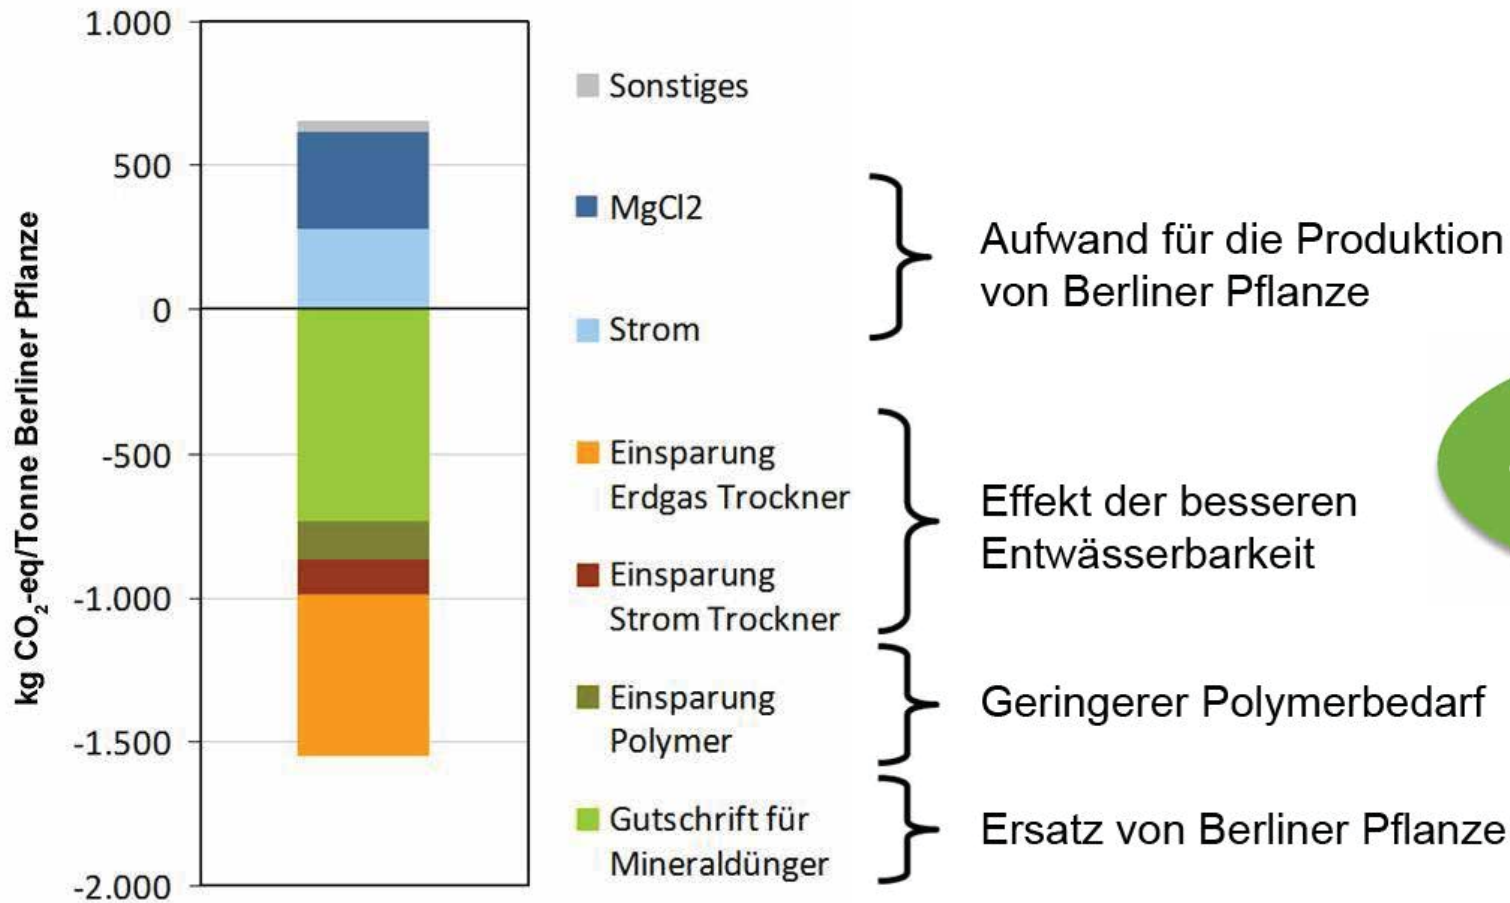 1.000
500
0
-500
-1.000
-1.500
-2.000
kg CO₂-eq/Tonne Berliner Pflanze
Sonstiges
MgCl2
Strom
Einsparung
Erdgas Trockner
Einsparung
Strom Trockner
Einsparung
Polymer
Gutschrift für
Mineraldünger
Aufwand für die Produktion
von Berliner Pflanze
Effekt der besseren
Entwässerbarkeit
Geringerer Polymerbedarf
Ersatz von Berliner Pflanze